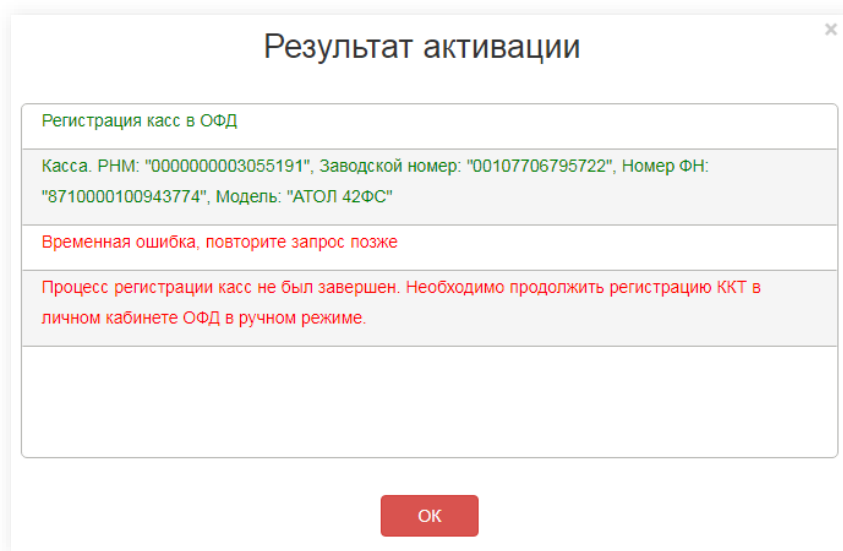 Результат активации
×
Регистрация касс в ОФД
Касса. РНМ: "0000000003055191", Заводской номер: "00107706795722", Номер ФН:
"8710000100943774", Модель: "АТОЛ 42ФС"
Временная ошибка, повторите запрос позже
Процесс регистрации касс не был завершен. Необходимо продолжить регистрацию ККТ в
личном кабинете ОФД в ручном режиме.
ОК